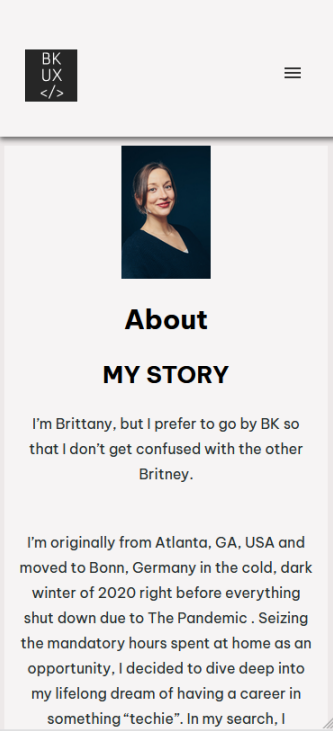 BK
UX
</>
About
MY STORY
I’m Brittany, but I prefer to go by BK so
that I don’t get confused with the other
Britney.
I’m originally from Atlanta, GA, USA and
moved to Bonn, Germany in the cold, dark
winter of 2020 right before everything
shut down due to The Pandemic . Seizing
the mandatory hours spent at home as an
opportunity, I decided to dive deep into
my lifelong dream of having a career in
something “techie”. In my search, I